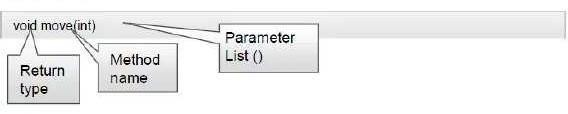 void move(int)
Parameter
List ()
Method
name
Return
type